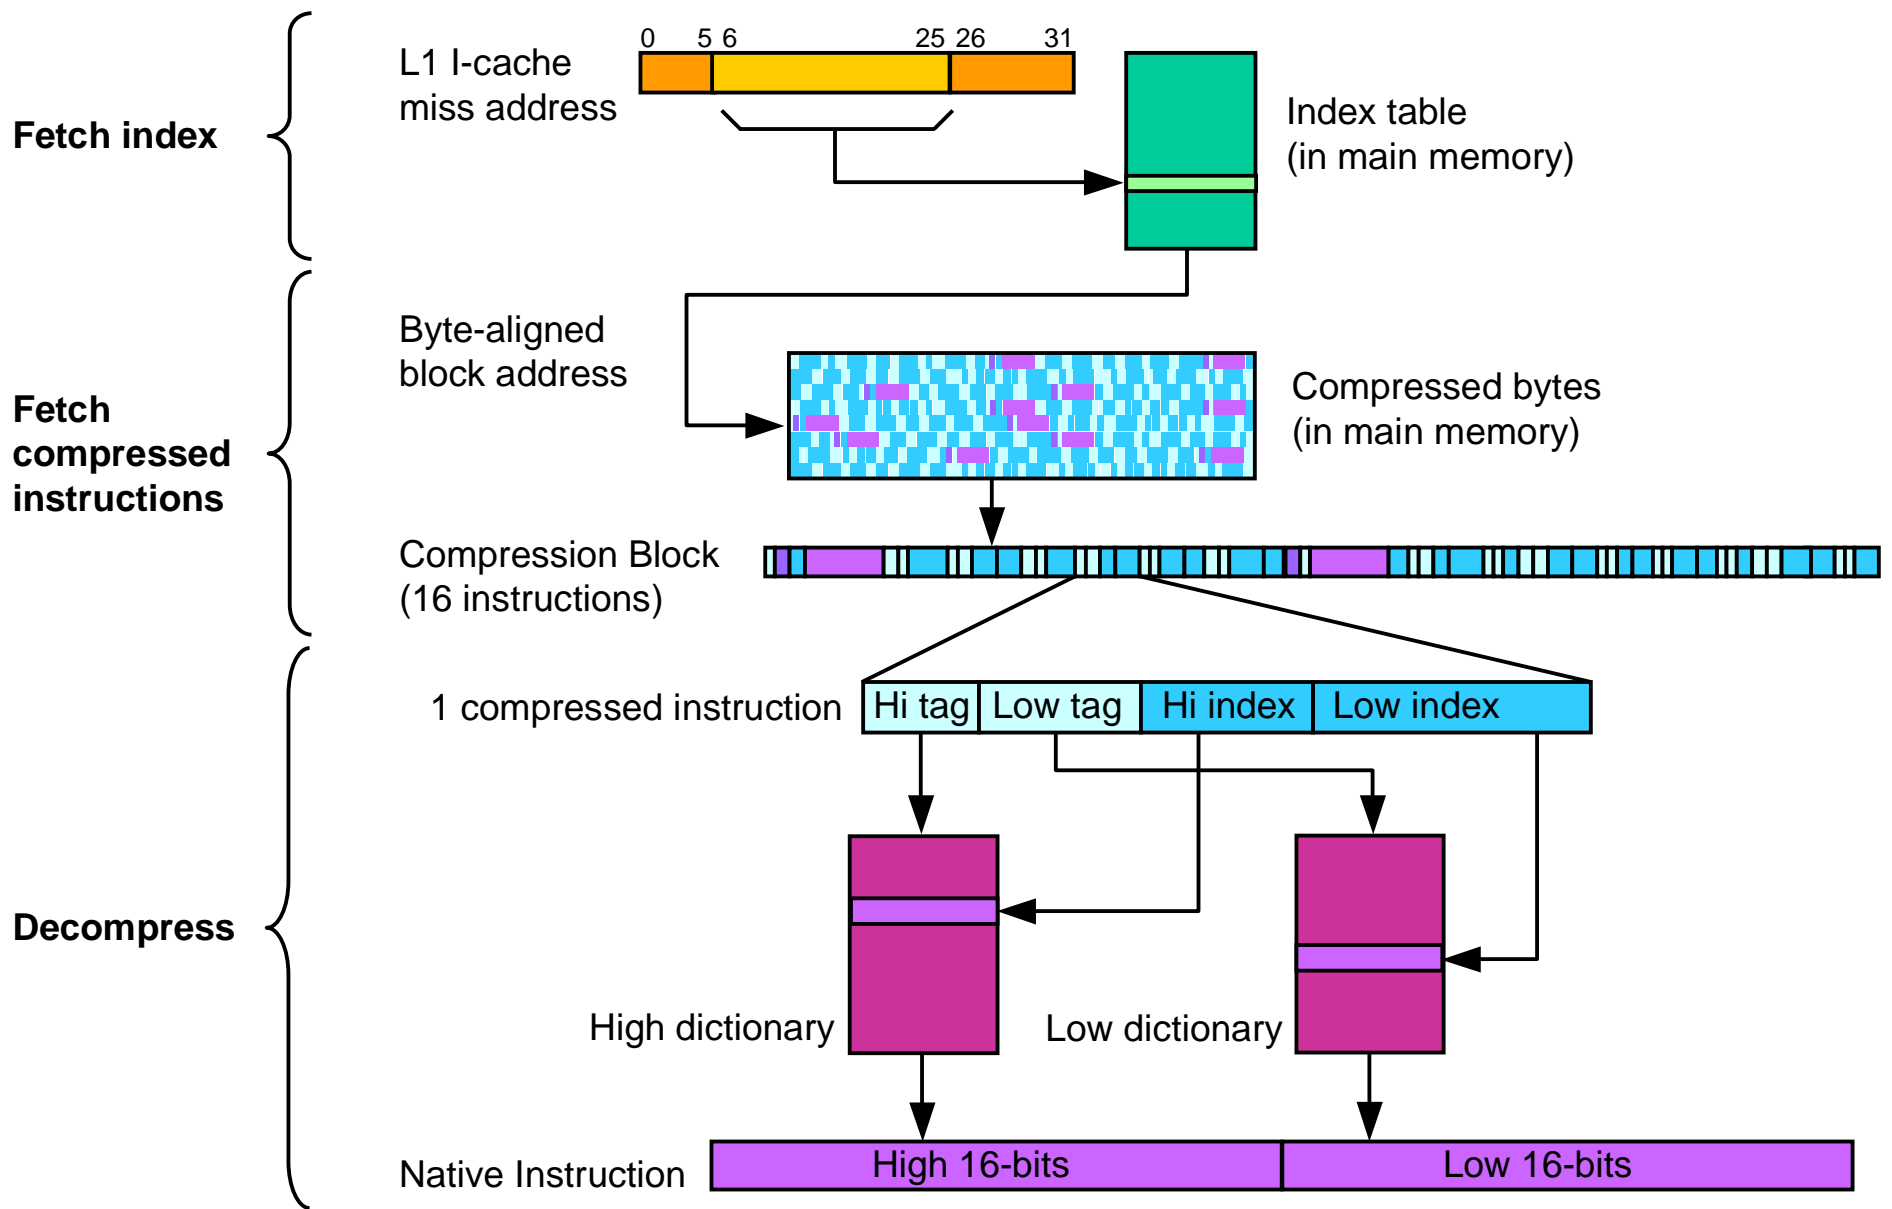 Fetch index
L1 I-cache
miss address
0 5 6 25 26 31
Index table
(in main memory)
Fetch
compressed
instructions
Byte-aligned
block address
Compressed bytes
(in main memory)
Compression Block
(16 instructions)
Decompress
1 compressed instruction
Hi tag Low tag Hi index Low index
High dictionary
Low dictionary
Native Instruction
High 16-bits Low 16-bits